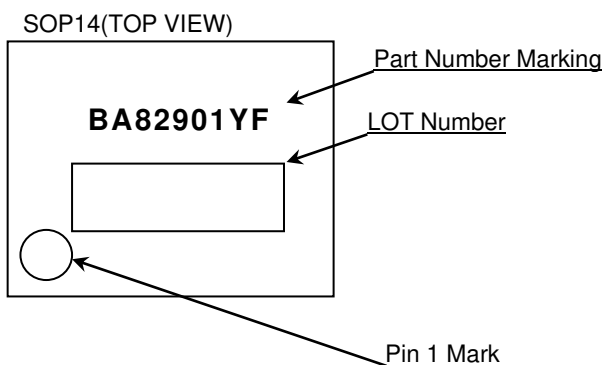 SOP14(TOP VIEW)
Part Number Marking
BA82901YF
LOT Number
Pin 1 Mark